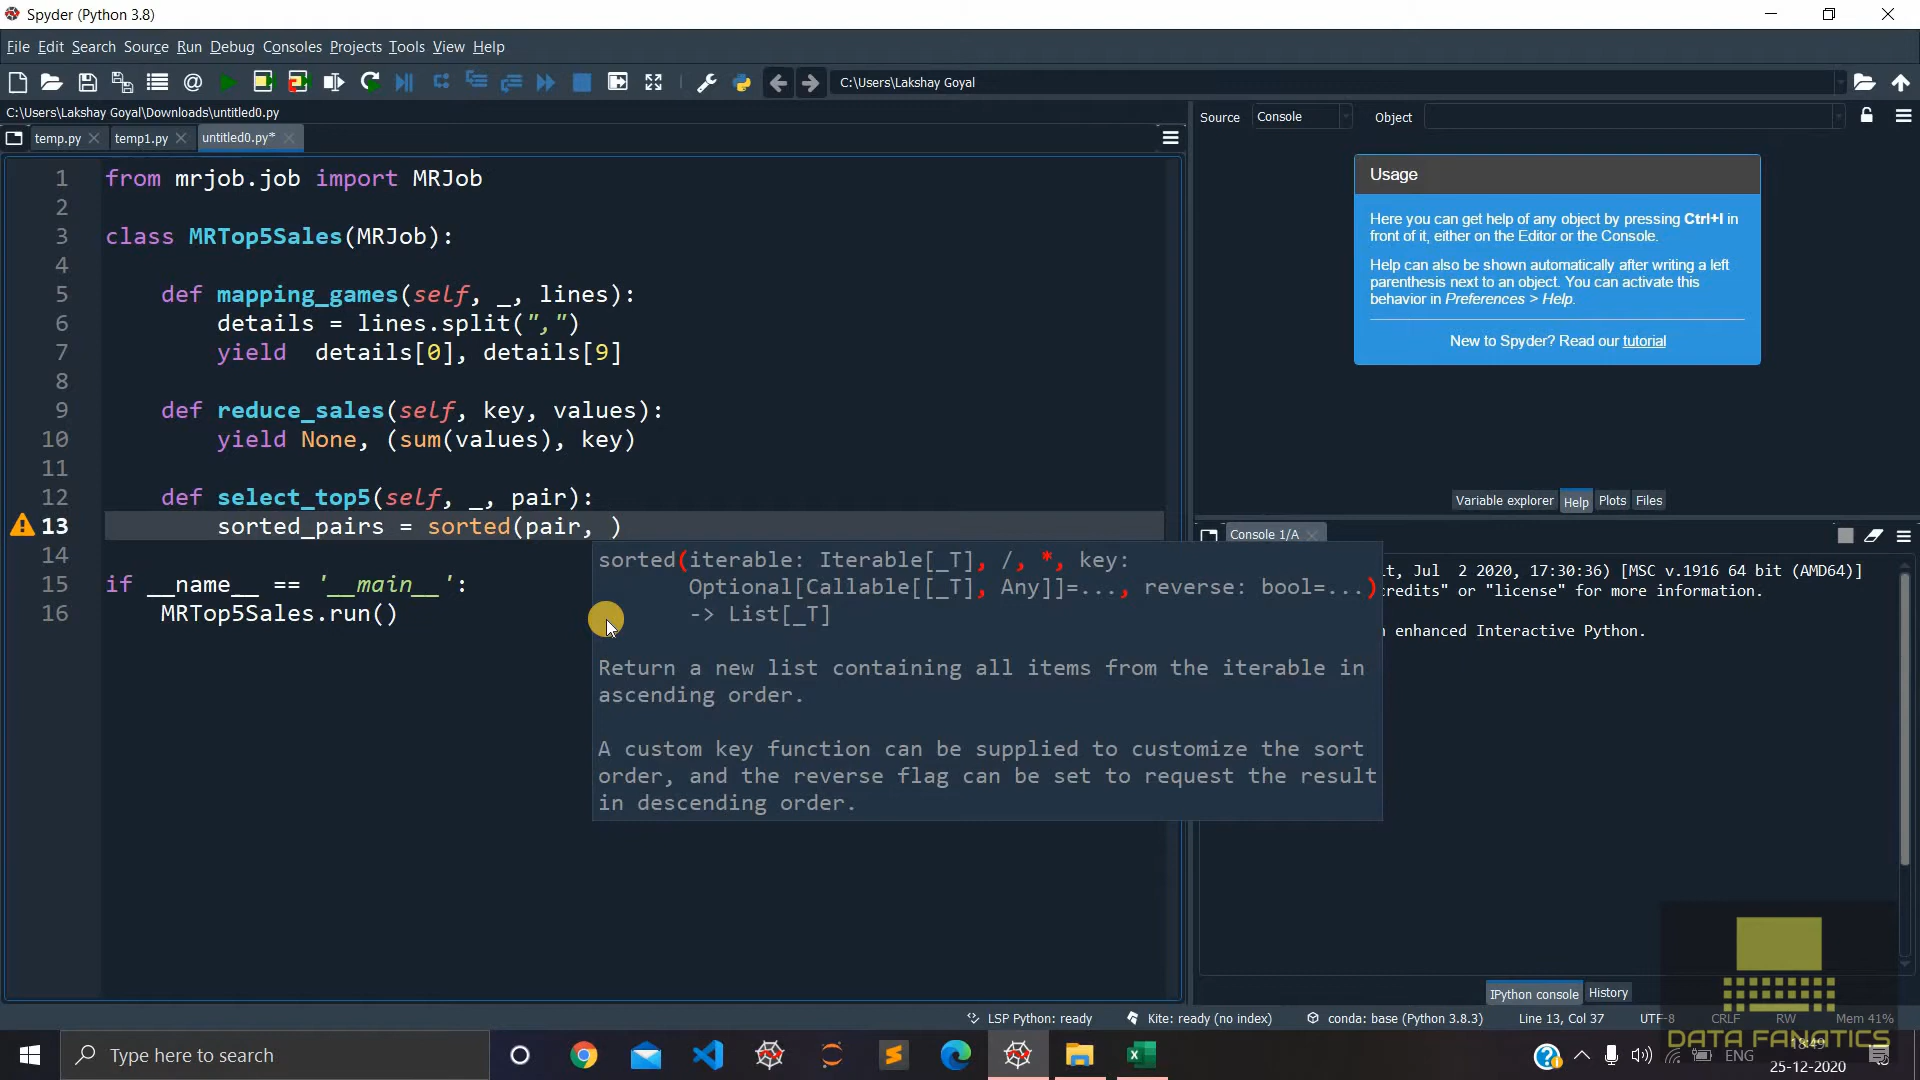 Spyder (Python 3.8)
File Edit Search Source Run Debug Consoles Projects Tools View Help
C:\Users\Lakshay Goyal
C:\Users\Lakshay Goyal\Downloads\untitled0.py
temp.py temp1.py untitled0.py*
1 from mrjob.job import MRJob
2
3 class MRTop5Sales(MRJob):
4
5 def mapping_games(self, _, lines):
6 details = lines.split(",")
7 yield details[0], details[9]
8
9 def reduce_sales(self, key, values):
10 yield None, (sum(values), key)
11
12 def select_top5(self, _, pair):
13 sorted_pairs = sorted(pair, )
14
15 if __name__ == '__main__':
16 MRTop5Sales.run()
sorted(iterable: Iterable[_T], /, *, key:
Optional[Callable[[_T], Any]]=..., reverse: bool=...)
-> List[_T]
Return a new list containing all items from the iterable in
ascending order.
A custom key function can be supplied to customize the sort
order, and the reverse flag can be set to request the result
in descending order.
Source Console Object
Usage
Here you can get help of any object by pressing Ctrl+I in
front of it, either on the Editor or the Console.
Help can also be shown automatically after writing a left
parenthesis next to an object. You can activate this
behavior in Preferences > Help.
New to Spyder? Read our tutorial
Variable explorer Help Plots Files
Console 1/A
t, Jul 2 2020, 17:30:36) [MSC v.1916 64 bit (AMD64)]
redits" or "license" for more information.
enhanced Interactive Python.
IPython console History
LSP Python: ready Kite: ready (no index) conda: base (Python 3.8.3) Line 13, Col 37 UTF-8 CRLF RW Mem 41%
DATA FANATICS
Type here to search
ENG
18:49
25-12-2020